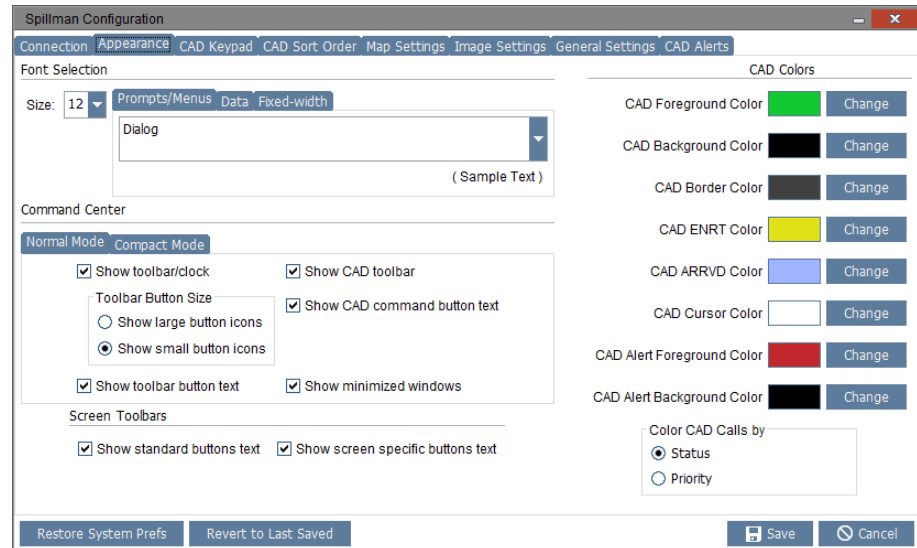 Spillman Configuration
Connection Appearance CAD Keypad CAD Sort Order Map Settings Image Settings General Settings CAD Alerts
Font Selection
Size: 12
Prompts/Menus Data Fixed-width
Dialog
( Sample Text )
Command Center
Normal Mode Compact Mode
Show toolbar/clock
Show CAD toolbar
Toolbar Button Size
Show large button icons
Show small button icons
Show CAD command button text
Show toolbar button text
Show minimized windows
Screen Toolbars
Show standard buttons text
Show screen specific buttons text
CAD Colors
CAD Foreground Color Change
CAD Background Color Change
CAD Border Color Change
CAD ENRT Color Change
CAD ARRVD Color Change
CAD Cursor Color Change
CAD Alert Foreground Color Change
CAD Alert Background Color Change
Color CAD Calls by
Status
Priority
Restore System Prefs
Revert to Last Saved
Save
Cancel